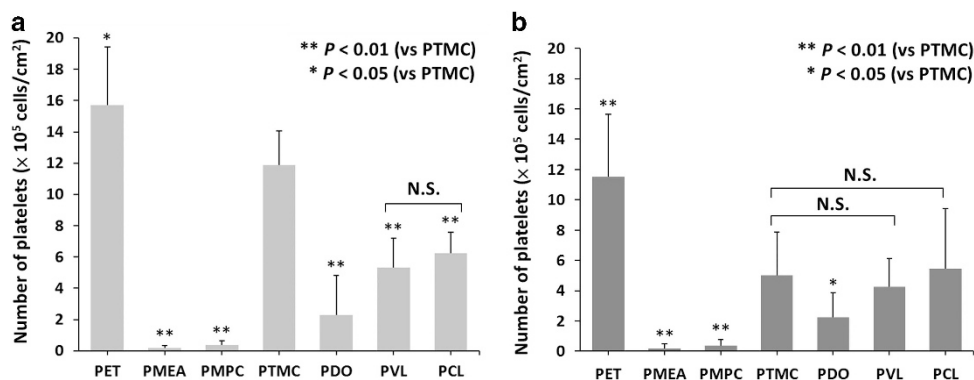 a
Number of platelets (× 10⁵ cells/cm²)
20
18
16
14
12
10
8
6
4
2
0
*
**
**
**
**
**
N.S.
** P < 0.01 (vs PTMC)
* P < 0.05 (vs PTMC)
PET PMEA PMPC PTMC PDO PVL PCL
b
Number of platelets (× 10⁵ cells/cm²)
20
18
16
14
12
10
8
6
4
2
0
**
**
**
*
N.S.
N.S.
** P < 0.01 (vs PTMC)
* P < 0.05 (vs PTMC)
PET PMEA PMPC PTMC PDO PVL PCL